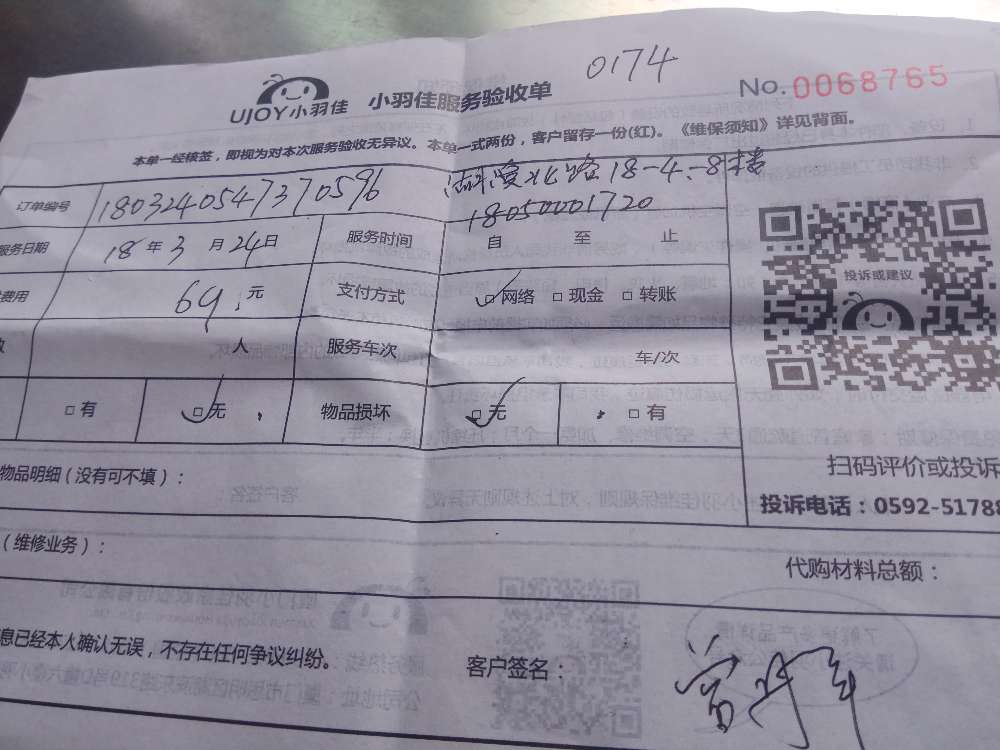 0174
No.0068765
UJOY小羽佳 小羽佳服务验收单
本单一经核签，即视为对本次服务验收无异议。本单一式两份，客户留存一份(红)。《维保须知》详见背面。
订单编号 180324054737 0596 湖滨北路18-4-8楼
18050001720
服务日期 18年3月24日 服务时间 自 至 止
费用 69.元 支付方式 □网络 □现金 □转账
人 服务车次 车/次
□有 □无 物品损坏 □无 □有
投诉或建议
扫码评价或投诉
投诉电话：0592-51788
物品明细（没有可不填）：
（维修业务）：
代购材料总额：
息已经本人确认无误，不存在任何争议纠纷。
客户签名：